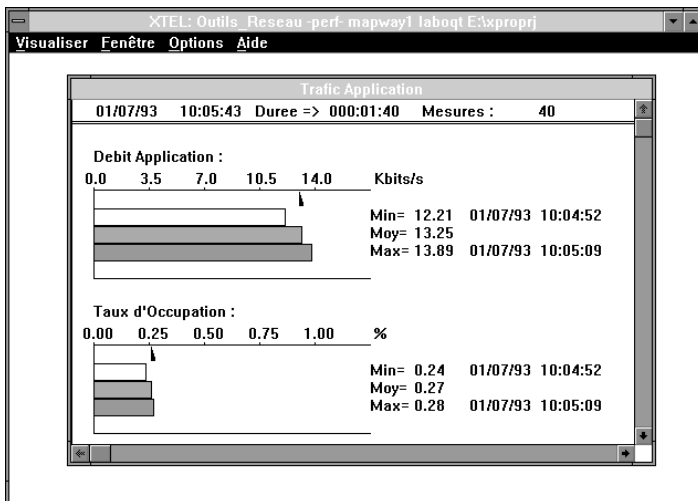 XTEL: Outils_Reseau -perf- mapway1 laboqt E:\xproprj
Visualiser Fenêtre Options Aide
Trafic Application
01/07/93 10:05:43 Duree => 000:01:40 Mesures : 40
Debit Application :
0.0 3.5 7.0 10.5 14.0 Kbits/s
Min= 12.21 01/07/93 10:04:52
Moy= 13.25
Max= 13.89 01/07/93 10:05:09
Taux d'Occupation :
0.00 0.25 0.50 0.75 1.00 %
Min= 0.24 01/07/93 10:04:52
Moy= 0.27
Max= 0.28 01/07/93 10:05:09